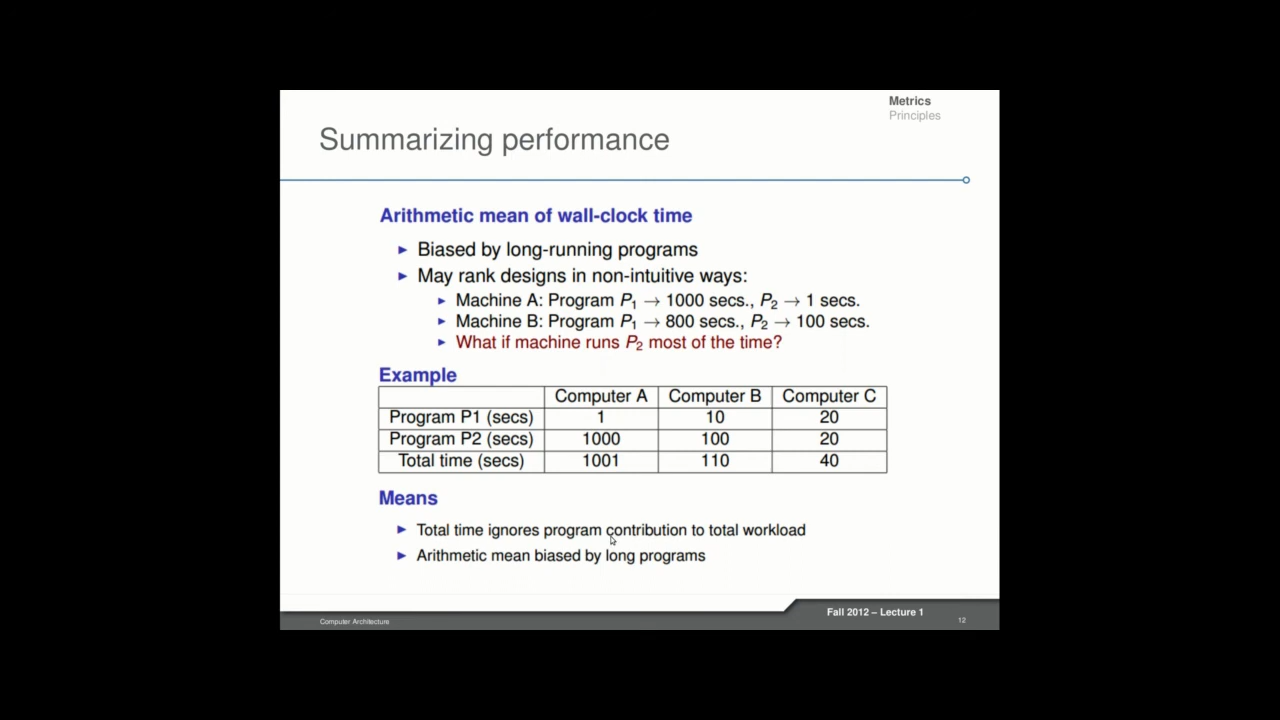 Metrics
Principles
Summarizing performance
Arithmetic mean of wall-clock time
► Biased by long-running programs
► May rank designs in non-intuitive ways:
► Machine A: Program P1 → 1000 secs., P2 → 1 secs.
► Machine B: Program P1 → 800 secs., P2 → 100 secs.
► What if machine runs P2 most of the time?
Example
Computer A Computer B Computer C
Program P1 (secs) 1 10 20
Program P2 (secs) 1000 100 20
Total time (secs) 1001 110 40
Means
► Total time ignores program contribution to total workload
► Arithmetic mean biased by long programs
Fall 2012 – Lecture 1
Computer Architecture
12